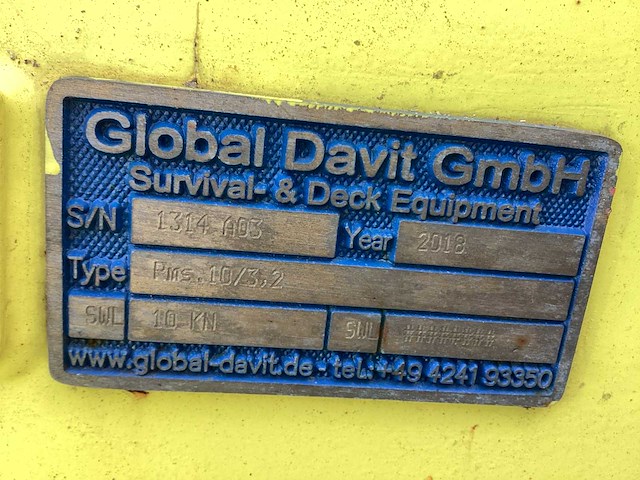 Global Davit GmbH
Survival- & Deck Equipment
S/N 1314 A03 Year 2018
Type Rms.10/3,2
SWL 10 KN SWL ########
www.global-davit.de - tel.: +49 4241 93350